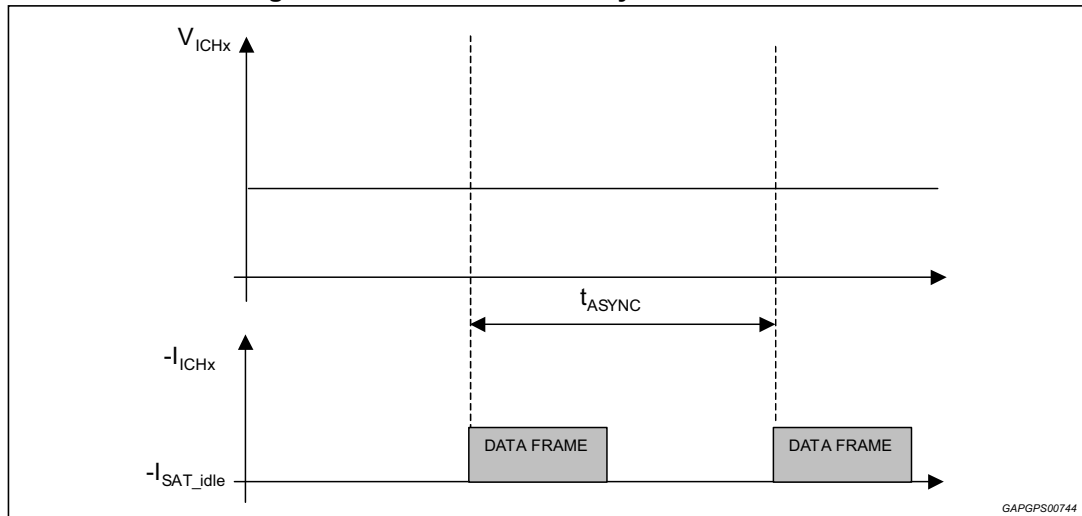 V_ICHx
t_ASYNC
-I_ICHx
DATA FRAME
DATA FRAME
-I_SAT_idle
GAPGPS00744